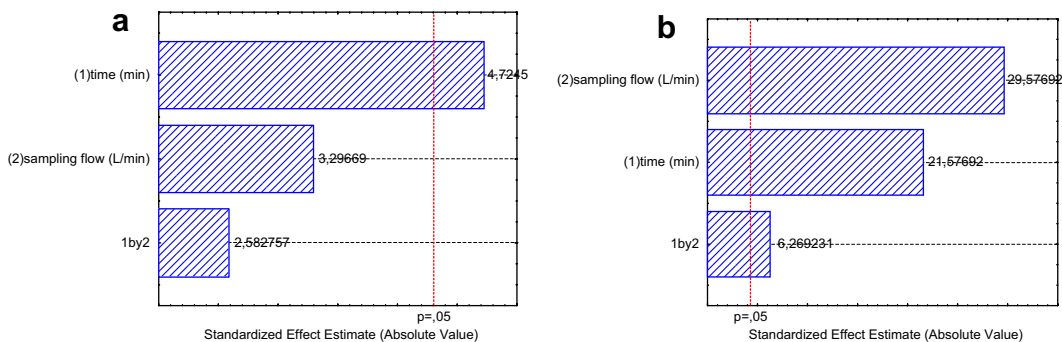 a
(1)time (min)
4,7245
(2)sampling flow (L/min)
3,29669
1by2
2,582757
p=,05
Standardized Effect Estimate (Absolute Value)
b
(2)sampling flow (L/min)
29,57692
(1)time (min)
21,57692
1by2
6,269231
p=,05
Standardized Effect Estimate (Absolute Value)